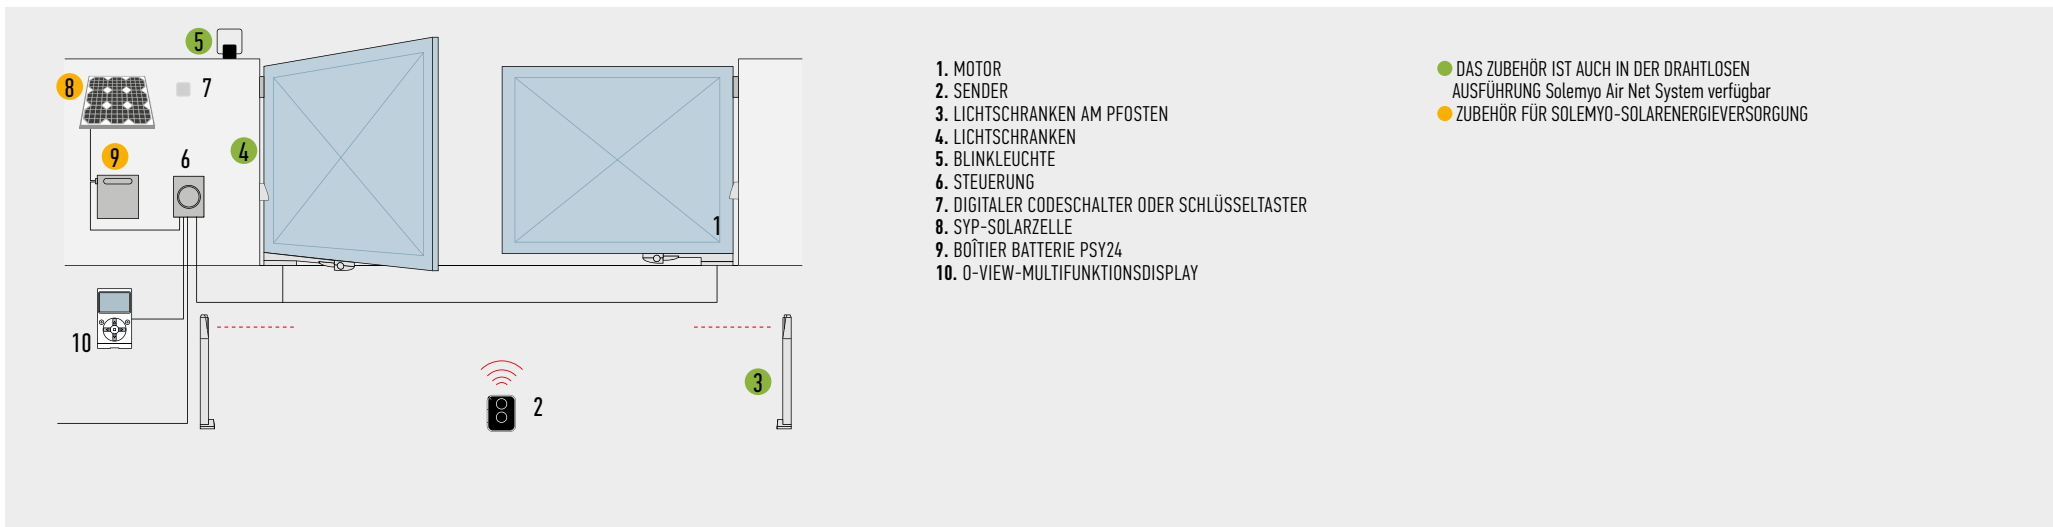 5
8
7
9
6
4
1
10
3
2
1. MOTOR
2. SENDER
3. LICHTSCHRANKEN AM PFOSTEN
4. LICHTSCHRANKEN
5. BLINKLEUCHTE
6. STEUERUNG
7. DIGITALER CODESCHALTER ODER SCHLÜSSELTASTER
8. SYP-SOLARZELLE
9. BOÎTIER BATTERIE PSY24
10. O-VIEW-MULTIFUNKTIONSDISPLAY
DAS ZUBEHÖR IST AUCH IN DER DRAHTLOSEN
AUSFÜHRUNG Solemyo Air Net System verfügbar
ZUBEHÖR FÜR SOLEMYO-SOLARENERGIEVERSORGUNG